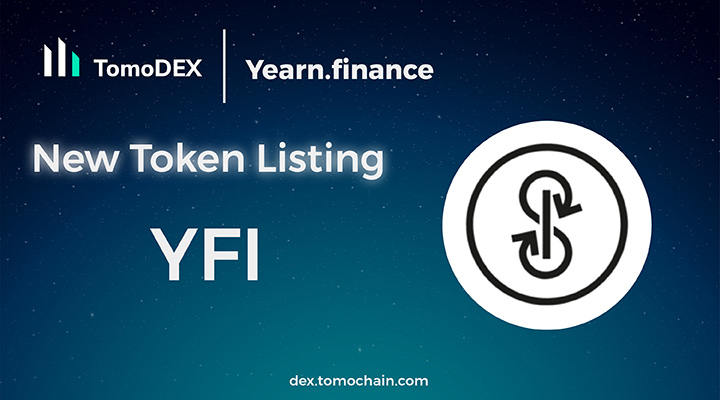 TomoDEX | Yearn.finance
New Token Listing
YFI
dex.tomochain.com